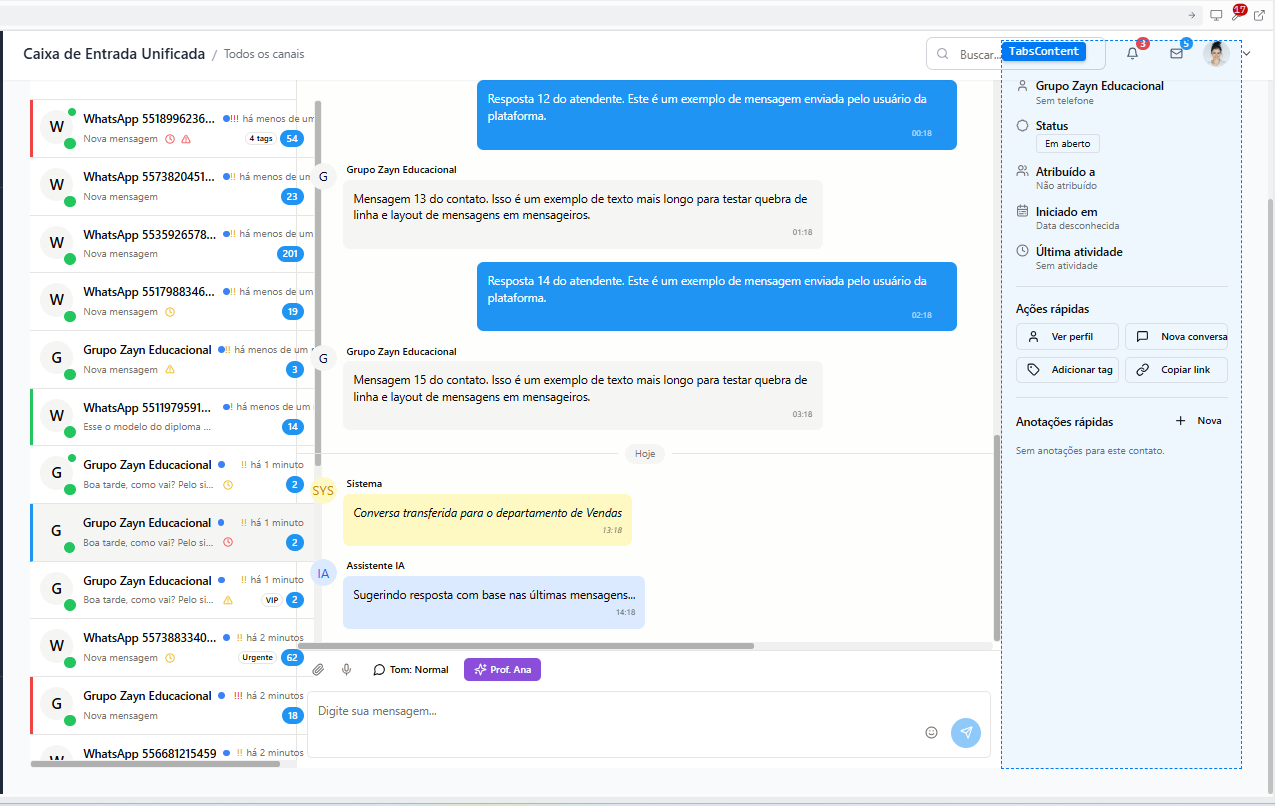 17
Caixa de Entrada Unificada / Todos os canais
Buscar...
TabsContent
3
5
W
WhatsApp 5518996236... !!! há menos de um
Nova mensagem
4 tags
54
W
WhatsApp 5573820451... !! há menos de um
Nova mensagem
23
W
WhatsApp 5535926578... !! há menos de um
Nova mensagem
201
W
WhatsApp 5517988346... !! há menos de um
Nova mensagem
19
G
Grupo Zayn Educacional !! há menos de um
Nova mensagem
3
W
WhatsApp 5511979591... ! há menos de um
Esse o modelo do diploma ...
14
G
Grupo Zayn Educacional !! há 1 minuto
Boa tarde, como vai? Pelo si...
2
G
Grupo Zayn Educacional !! há 1 minuto
Boa tarde, como vai? Pelo si...
2
G
Grupo Zayn Educacional !! há 1 minuto
Boa tarde, como vai? Pelo si...
VIP
2
W
WhatsApp 5573883340... !! há 2 minutos
Nova mensagem
Urgente
62
G
Grupo Zayn Educacional !!! há 2 minutos
Nova mensagem
18
W
WhatsApp 556681215459 !! há 2 minutos
Resposta 12 do atendente. Este é um exemplo de mensagem enviada pelo usuário da
plataforma.
00:18
G
Grupo Zayn Educacional
Mensagem 13 do contato. Isso é um exemplo de texto mais longo para testar quebra de
linha e layout de mensagens em mensageiros.
01:18
Resposta 14 do atendente. Este é um exemplo de mensagem enviada pelo usuário da
plataforma.
02:18
G
Grupo Zayn Educacional
Mensagem 15 do contato. Isso é um exemplo de texto mais longo para testar quebra de
linha e layout de mensagens em mensageiros.
03:18
Hoje
SYS
Sistema
Conversa transferida para o departamento de Vendas
13:18
IA
Assistente IA
Sugerindo resposta com base nas últimas mensagens...
14:18
Tom: Normal
Prof. Ana
Digite sua mensagem...
Grupo Zayn Educacional
Sem telefone
Status
Em aberto
Atribuído a
Não atribuído
Iniciado em
Data desconhecida
Última atividade
Sem atividade
Ações rápidas
Ver perfil
Nova conversa
Adicionar tag
Copiar link
Anotações rápidas
+ Nova
Sem anotações para este contato.